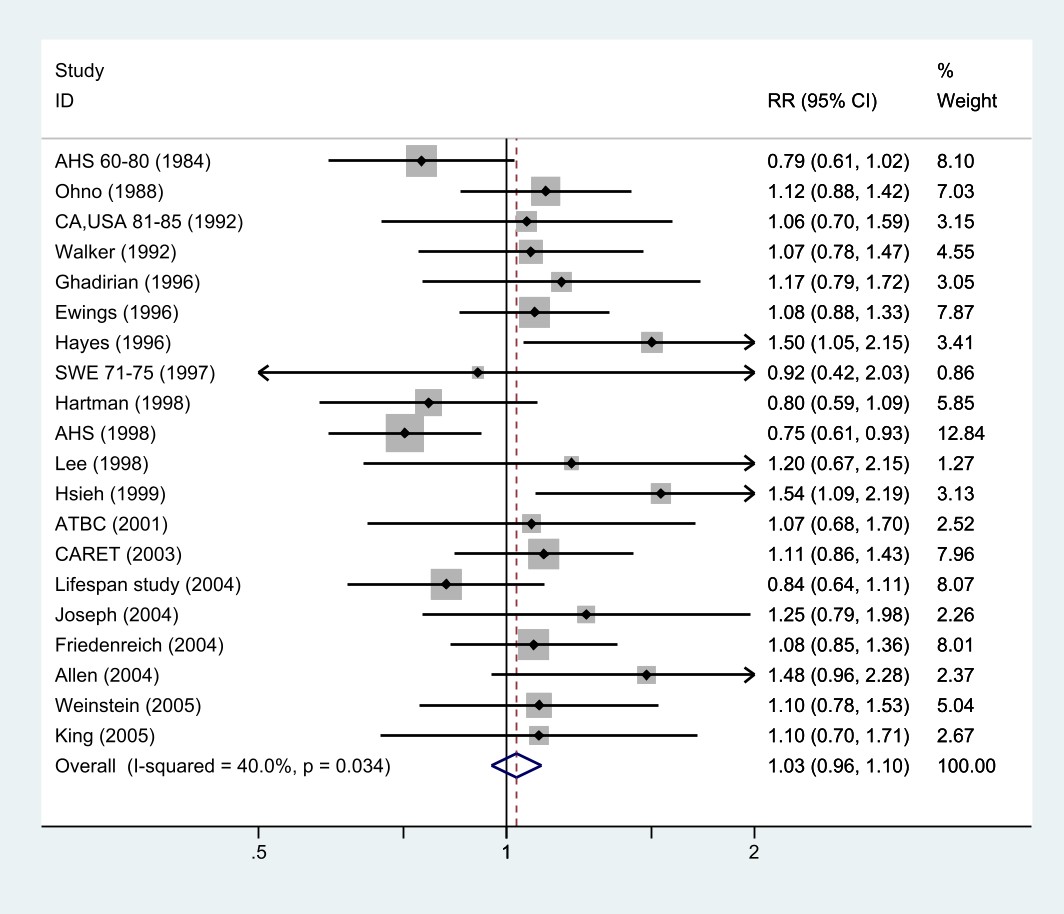 Study %
ID RR (95% CI) Weight
AHS 60-80 (1984) 0.79 (0.61, 1.02) 8.10
Ohno (1988) 1.12 (0.88, 1.42) 7.03
CA,USA 81-85 (1992) 1.06 (0.70, 1.59) 3.15
Walker (1992) 1.07 (0.78, 1.47) 4.55
Ghadirian (1996) 1.17 (0.79, 1.72) 3.05
Ewings (1996) 1.08 (0.88, 1.33) 7.87
Hayes (1996) 1.50 (1.05, 2.15) 3.41
SWE 71-75 (1997) 0.92 (0.42, 2.03) 0.86
Hartman (1998) 0.80 (0.59, 1.09) 5.85
AHS (1998) 0.75 (0.61, 0.93) 12.84
Lee (1998) 1.20 (0.67, 2.15) 1.27
Hsieh (1999) 1.54 (1.09, 2.19) 3.13
ATBC (2001) 1.07 (0.68, 1.70) 2.52
CARET (2003) 1.11 (0.86, 1.43) 7.96
Lifespan study (2004) 0.84 (0.64, 1.11) 8.07
Joseph (2004) 1.25 (0.79, 1.98) 2.26
Friedenreich (2004) 1.08 (0.85, 1.36) 8.01
Allen (2004) 1.48 (0.96, 2.28) 2.37
Weinstein (2005) 1.10 (0.78, 1.53) 5.04
King (2005) 1.10 (0.70, 1.71) 2.67
Overall (I-squared = 40.0%, p = 0.034) 1.03 (0.96, 1.10) 100.00
.5 1 2